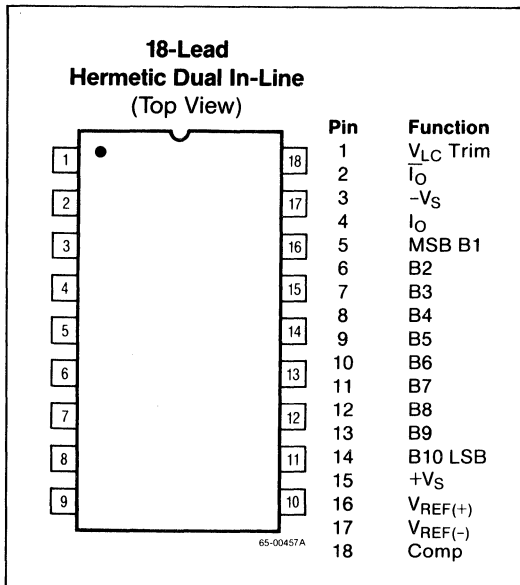 18-Lead
Hermetic Dual In-Line
(Top View)
1
2
3
4
5
6
7
8
9
18
17
16
15
14
13
12
11
10
65-00457A
Pin Function
1 V_LC Trim
2 I̅_O
3 -V_S
4 I_O
5 MSB B1
6 B2
7 B3
8 B4
9 B5
10 B6
11 B7
12 B8
13 B9
14 B10 LSB
15 +V_S
16 V_REF(+)
17 V_REF(-)
18 Comp